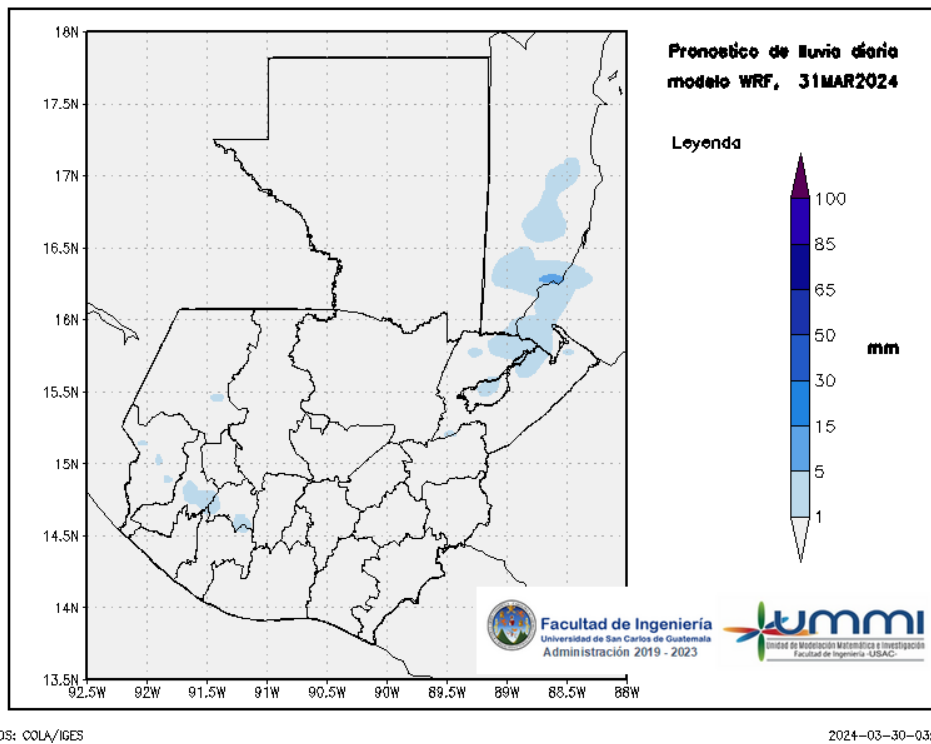 Pronostico de lluvia diaria
modelo WRF, 31MAR2024
Leyenda
100
85
65
50
30
15
5
1
mm
18N
17.5N
17N
16.5N
16N
15.5N
15N
14.5N
14N
13.5N
92.5W
92W
91.5W
91W
90.5W
90W
89.5W
89W
88.5W
88W
Facultad de Ingeniería
Universidad de San Carlos de Guatemala
Administración 2019 - 2023
ummi
Unidad de Modelación Matemática e Investigación
Facultad de Ingeniería -USAC-
COLA/IGES
2024-03-30-03: